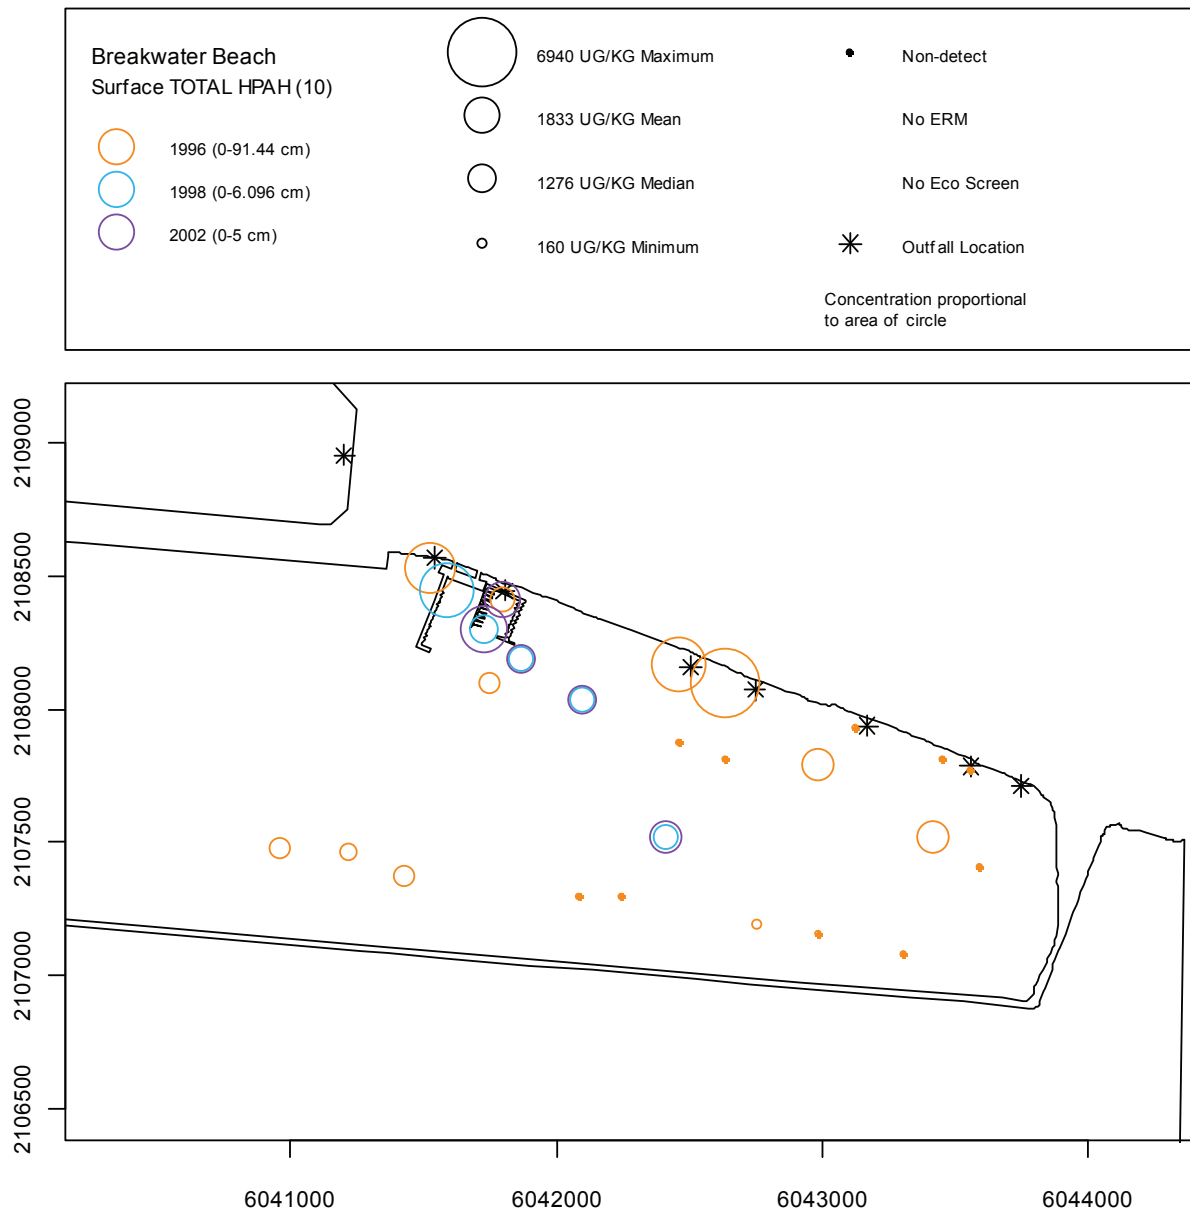 Breakwater Beach
Surface TOTAL HPAH (10)
1996 (0-91.44 cm)
1998 (0-6.096 cm)
2002 (0-5 cm)
6940 UG/KG Maximum
1833 UG/KG Mean
1276 UG/KG Median
160 UG/KG Minimum
Non-detect
No ERM
No Eco Screen
Outfall Location
Concentration proportional
to area of circle
2109000
2108500
2108000
2107500
2107000
2106500
6041000
6042000
6043000
6044000